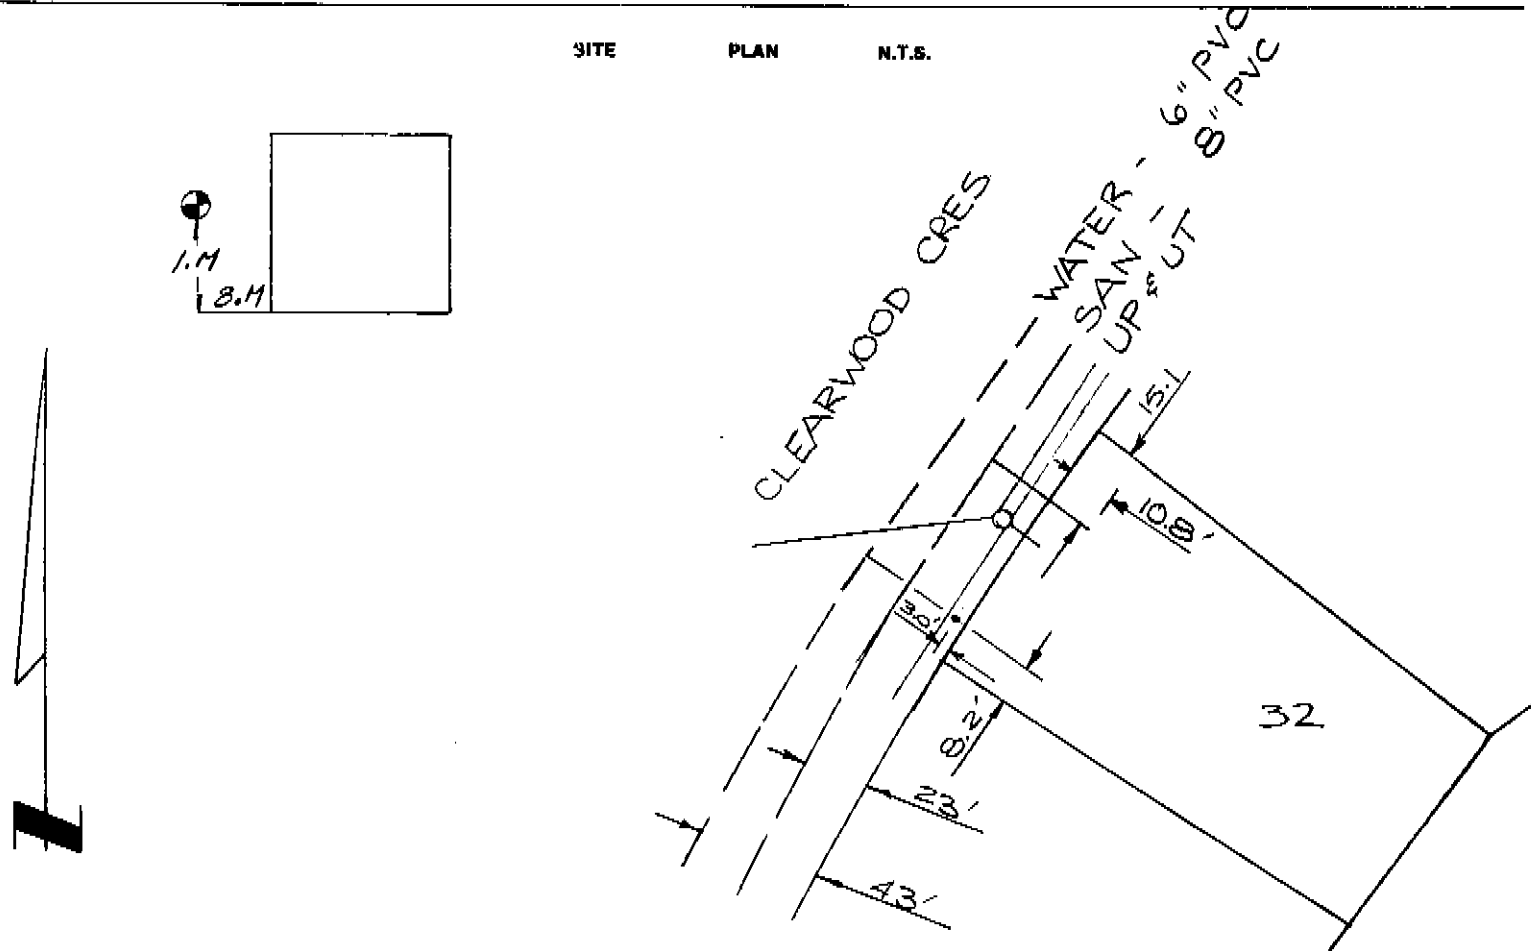 SITE PLAN N.T.S.
WATER - 6" PVC
SAN - 8" PVC
UP & UT
CLEARWOOD CRES
1.M
8.M
15.1
10.8'
3.0'
8.2'
32
23'
43'